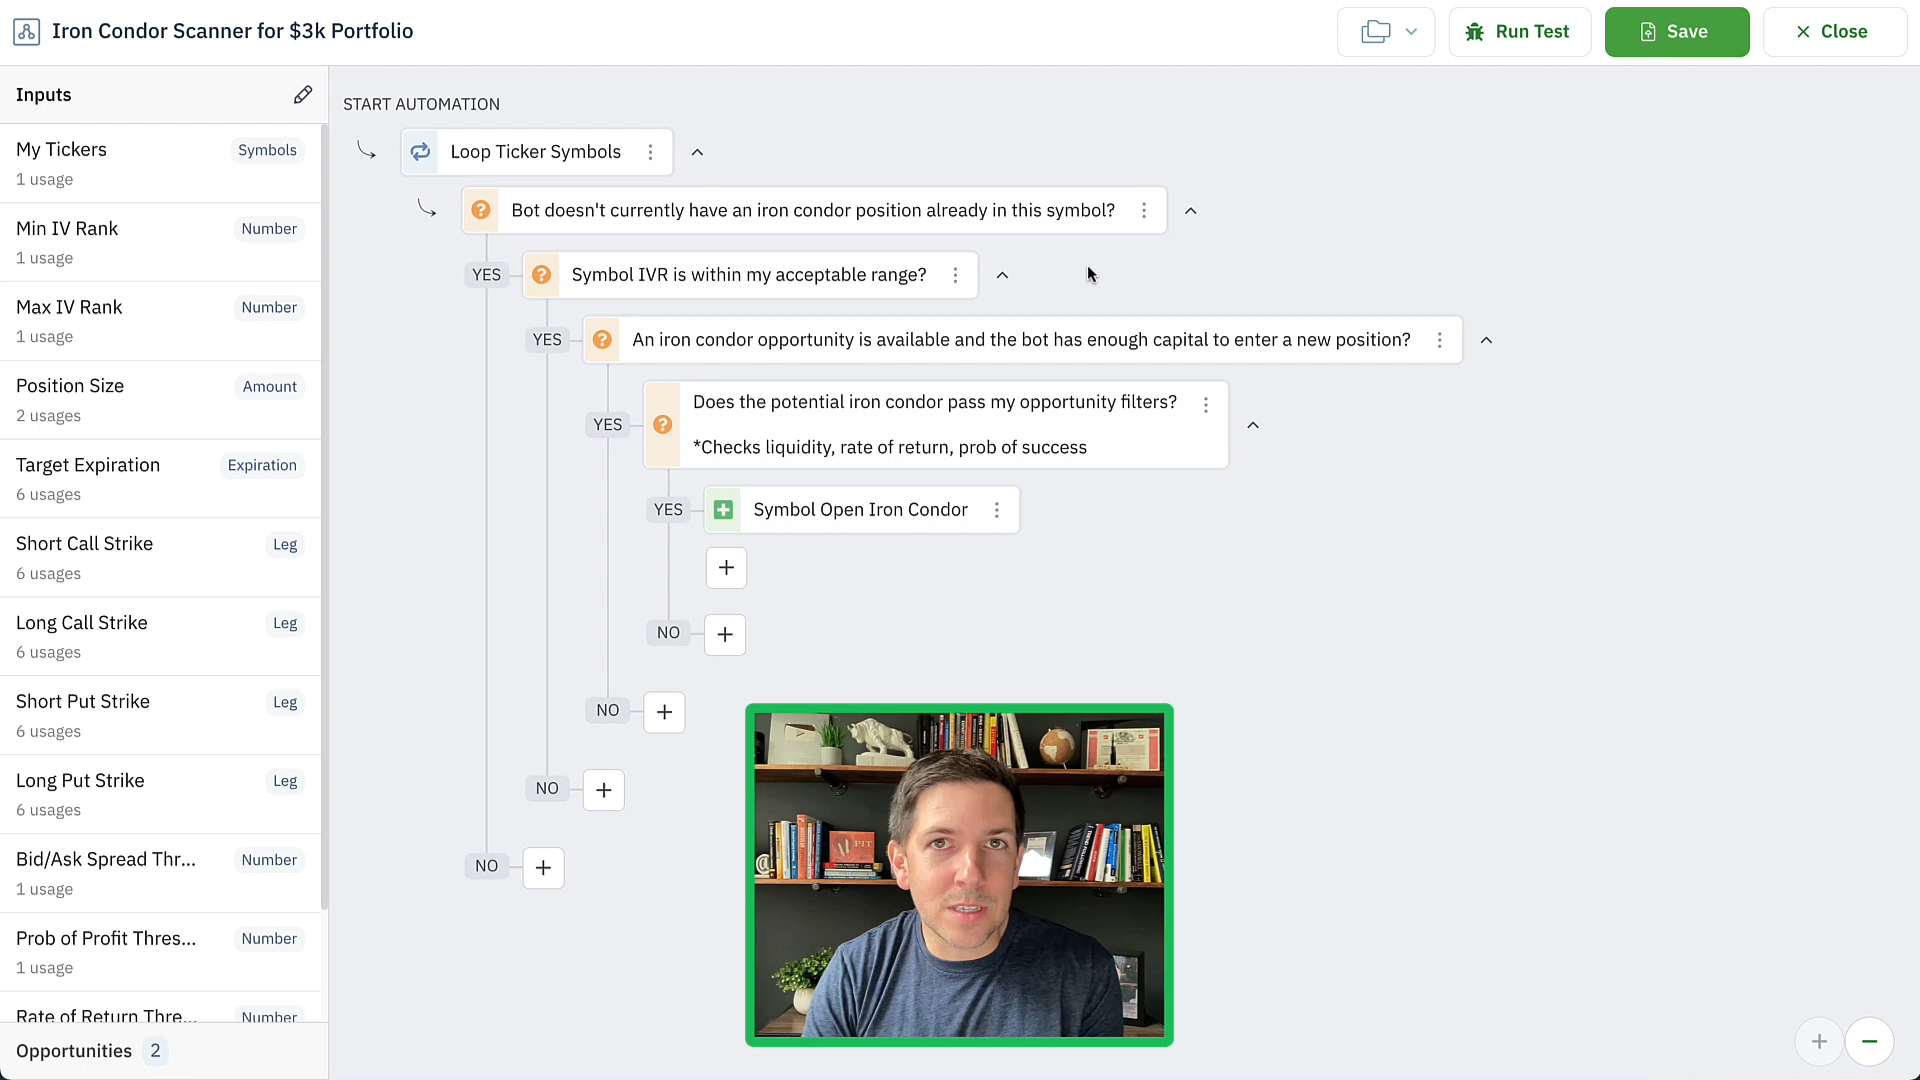 Iron Condor Scanner for $3k Portfolio
Run Test
Save
Close
Inputs
My Tickers
Symbols
1 usage
Min IV Rank
Number
1 usage
Max IV Rank
Number
1 usage
Position Size
Amount
2 usages
Target Expiration
Expiration
6 usages
Short Call Strike
Leg
6 usages
Long Call Strike
Leg
6 usages
Short Put Strike
Leg
6 usages
Long Put Strike
Leg
6 usages
Bid/Ask Spread Thr...
Number
1 usage
Prob of Profit Thres...
Number
1 usage
Rate of Return Thre...
Number
Opportunities 2
START AUTOMATION
Loop Ticker Symbols
Bot doesn't currently have an iron condor position already in this symbol?
YES
Symbol IVR is within my acceptable range?
YES
An iron condor opportunity is available and the bot has enough capital to enter a new position?
YES
Does the potential iron condor pass my opportunity filters?
*Checks liquidity, rate of return, prob of success
YES
Symbol Open Iron Condor
NO
NO
NO
NO
PIT